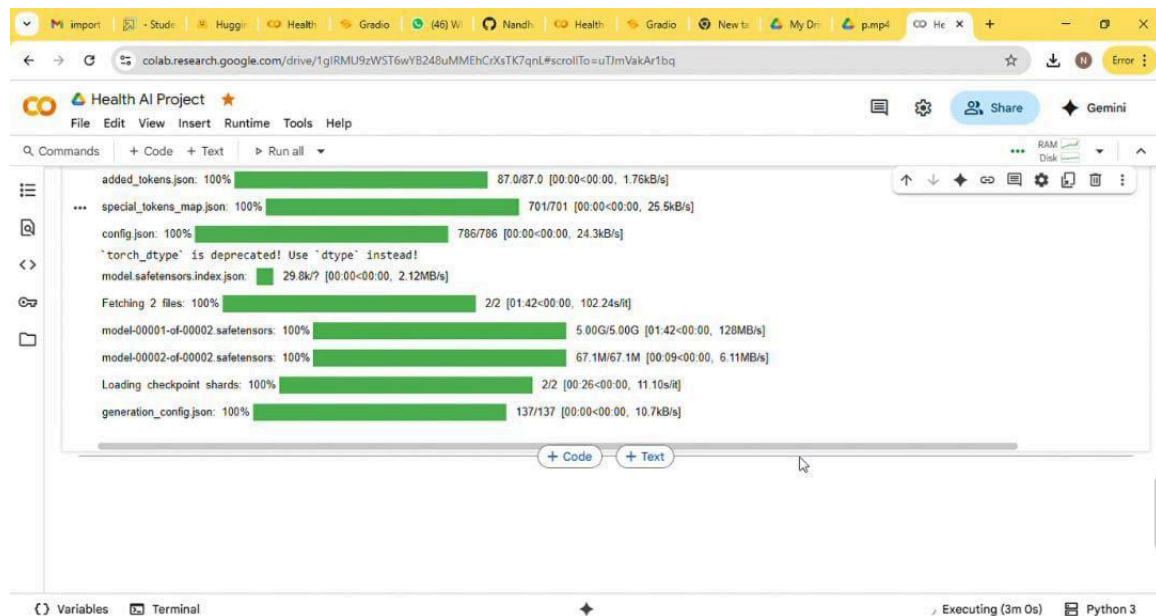 import - Stude Huggin Health Gradio (46) W Nandh Health Gradio New ta My Dri p.mp4 He
colab.research.google.com/drive/1gIRMU9zWST6wYB248uMMEhCrXsTK7qnL#scrollTo=uTJmVakAr1bq N Error
CO Health AI Project Share Gemini
File Edit View Insert Runtime Tools Help
Commands + Code + Text Run all RAM Disk
added_tokens.json: 100% 87.0/87.0 [00:00<00:00, 1.76kB/s]
special_tokens_map.json: 100% 701/701 [00:00<00:00, 25.5kB/s]
config.json: 100% 786/786 [00:00<00:00, 24.3kB/s]
`torch_dtype` is deprecated! Use `dtype` instead!
model.safetensors.index.json: 29.8k/? [00:00<00:00, 2.12MB/s]
Fetching 2 files: 100% 2/2 [01:42<00:00, 102.24s/it]
model-00001-of-00002.safetensors: 100% 5.00G/5.00G [01:42<00:00, 128MB/s]
model-00002-of-00002.safetensors: 100% 67.1M/67.1M [00:09<00:00, 6.11MB/s]
Loading checkpoint shards: 100% 2/2 [00:26<00:00, 11.10s/it]
generation_config.json: 100% 137/137 [00:00<00:00, 10.7kB/s]
+ Code + Text
Variables Terminal Executing (3m 0s) Python 3